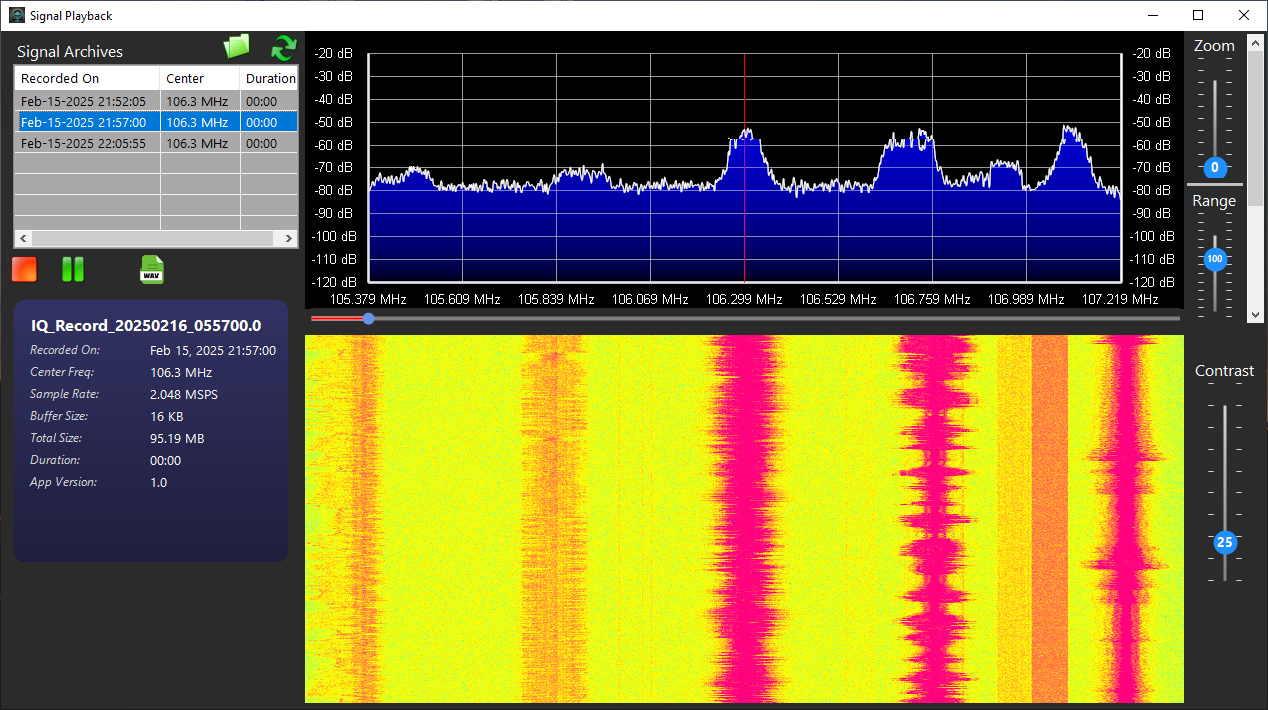 Signal Playback
Signal Archives
Recorded On Center Duration
Feb-15-2025 21:52:05 106.3 MHz 00:00
Feb-15-2025 21:57:00 106.3 MHz 00:00
Feb-15-2025 22:05:55 106.3 MHz 00:00
WAV
IQ_Record_20250216_055700.0
Recorded On: Feb 15, 2025 21:57:00
Center Freq: 106.3 MHz
Sample Rate: 2.048 MSPS
Buffer Size: 16 KB
Total Size: 95.19 MB
Duration: 00:00
App Version: 1.0
-20 dB -20 dB
-30 dB -30 dB
-40 dB -40 dB
-50 dB -50 dB
-60 dB -60 dB
-70 dB -70 dB
-80 dB -80 dB
-90 dB -90 dB
-100 dB -100 dB
-110 dB -110 dB
-120 dB -120 dB
105.379 MHz 105.609 MHz 105.839 MHz 106.069 MHz 106.299 MHz 106.529 MHz 106.759 MHz 106.989 MHz 107.219 MHz
Zoom
0
Range
100
Contrast
25